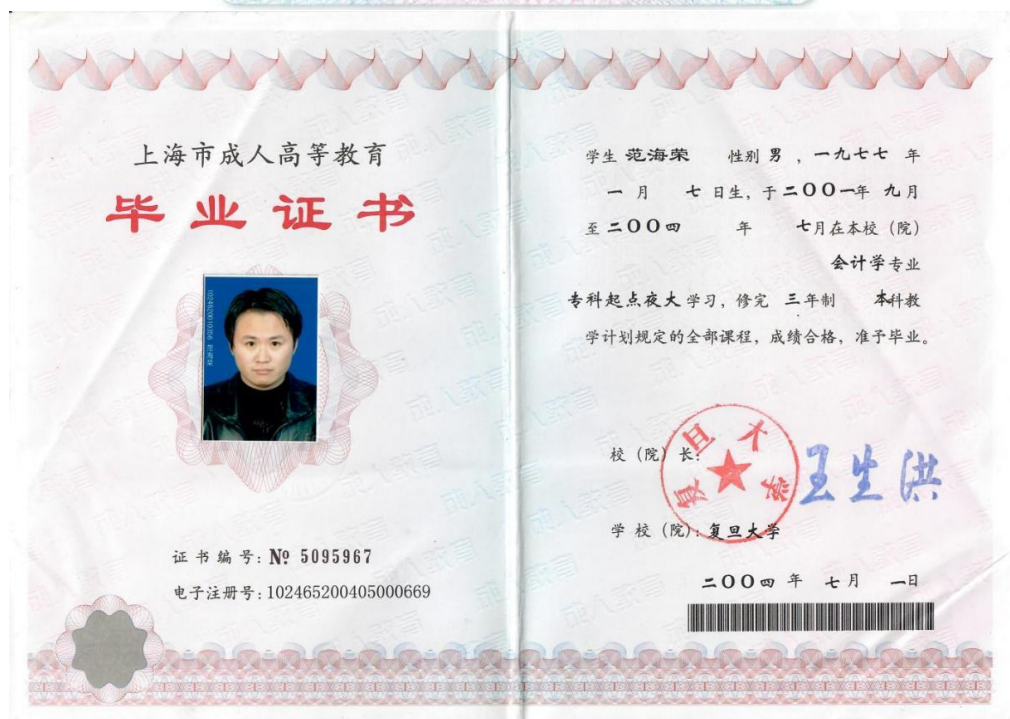 上海市成人高等教育
毕业证书
证书编号: № 5095967
电子注册号: 102465200405000669
学生 范海荣 性别 男 , 一九七七 年
一 月 七 日生, 于 二〇〇一年 九 月
至 二〇〇四 年 七月在本校 (院)
会计学 专业
专科起点夜大 学习, 修完 三 年制 本科教
学计划规定的全部课程, 成绩合格, 准予毕业。
校 (院) 长:
王生洪
复旦大学
学 校 (院): 复旦大学
二〇〇四 年 七 月 一日